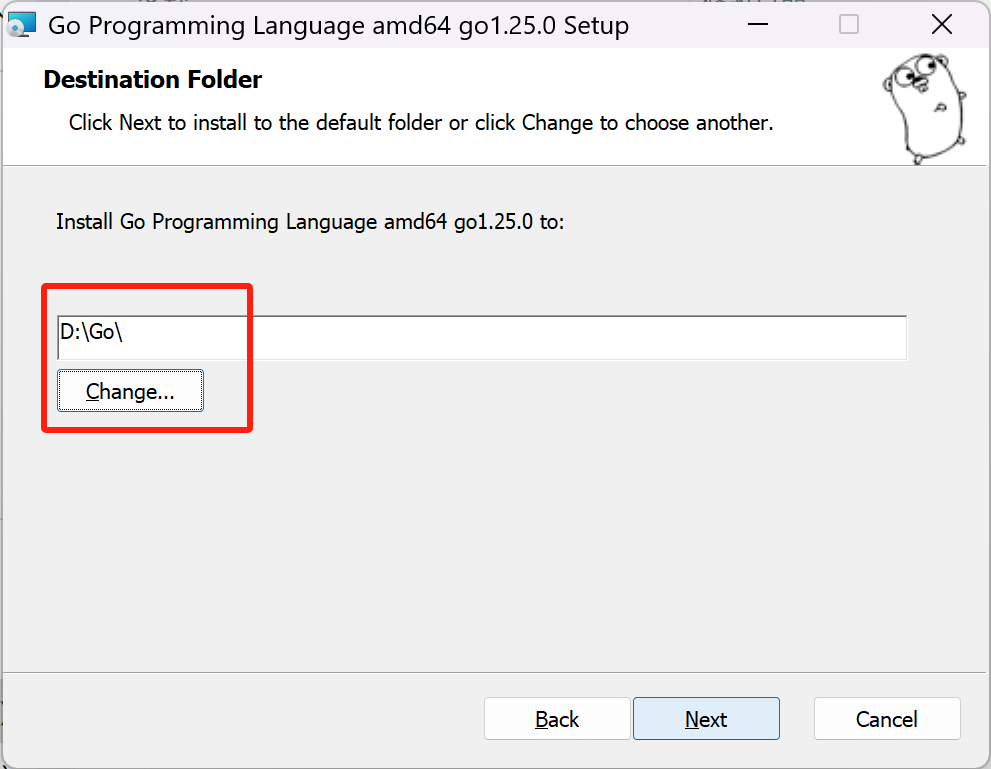 Go Programming Language amd64 go1.25.0 Setup
Destination Folder
Click Next to install to the default folder or click Change to choose another.
Install Go Programming Language amd64 go1.25.0 to:
D:\Go\
Change...
Back Next Cancel